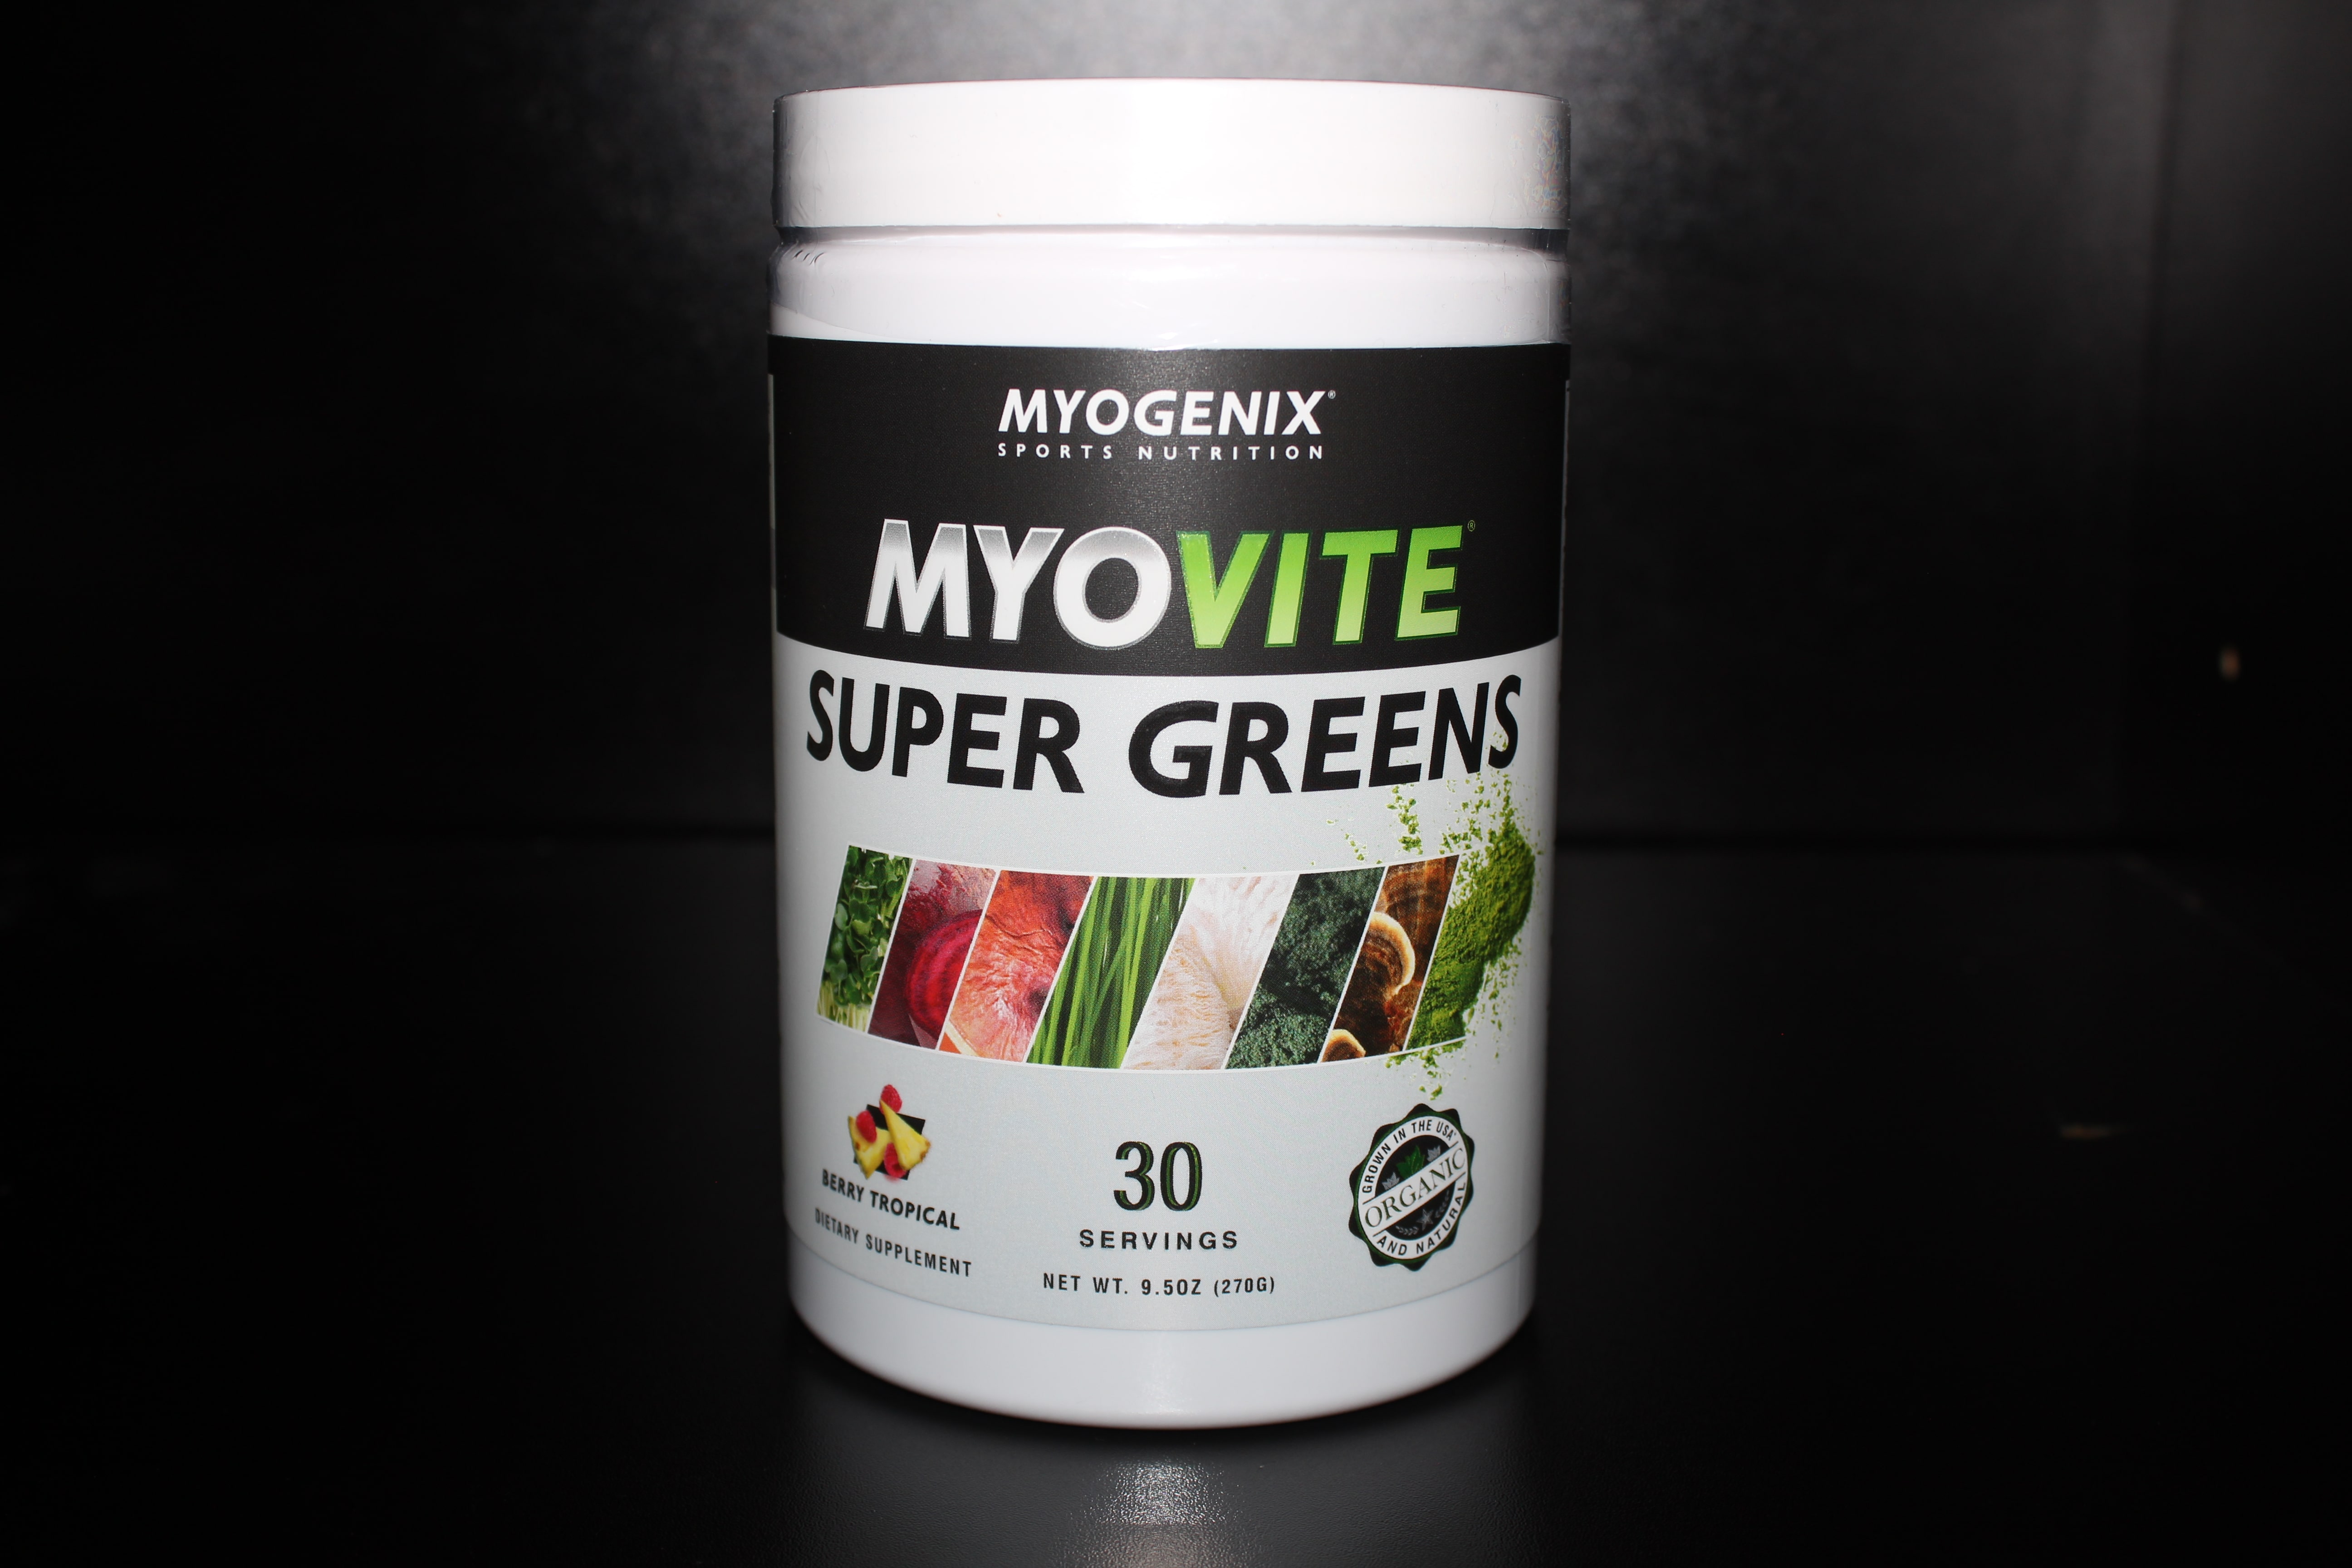 MYOGENIX®
SPORTS NUTRITION
MYOVITE®
SUPER GREENS
BERRY TROPICAL
DIETARY SUPPLEMENT
30
SERVINGS
NET WT. 9.5OZ (270G)
GROWN IN THE USA
ORGANIC
AND NATURAL